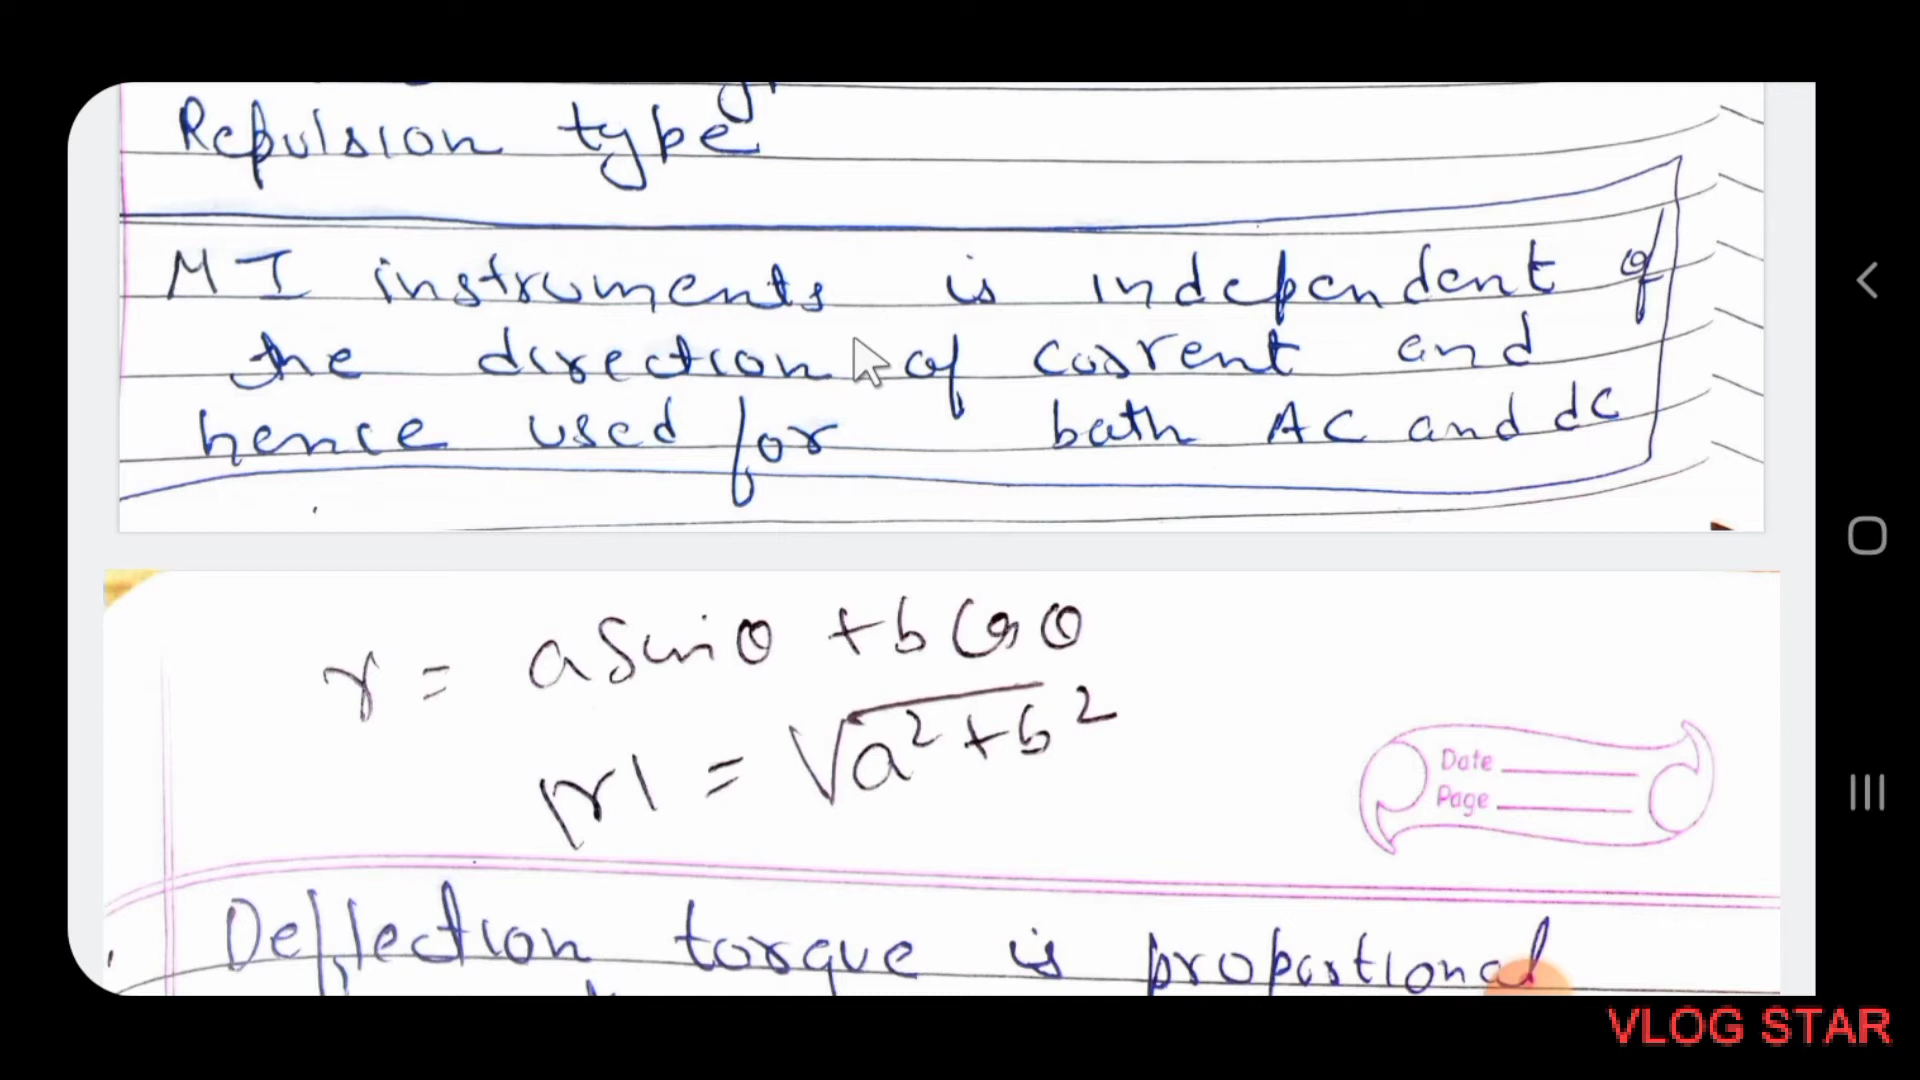 Repulsion type
MI instruments is independent of
the direction of current and
hence used for both AC and dc
r = a Sin θ + b Cos θ
|r| = √a² + b²
Date
Page
Deflection torque is proportional
VLOG STAR